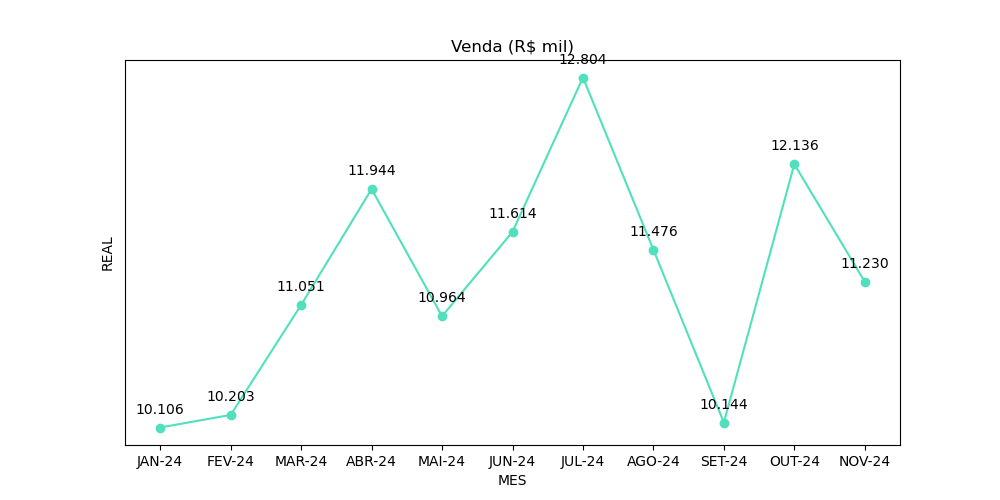 Venda (R$ mil)
12.804
12.136
11.944
11.614
11.476
11.230
11.051
10.964
10.203
10.144
10.106
REAL
JAN-24 FEV-24 MAR-24 ABR-24 MAI-24 JUN-24 JUL-24 AGO-24 SET-24 OUT-24 NOV-24
MES